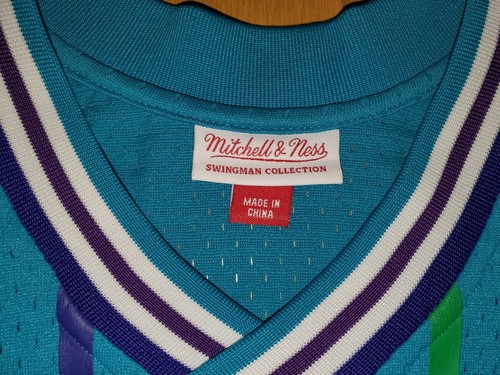 Mitchell & Ness
SWINGMAN COLLECTION
MADE IN
CHINA